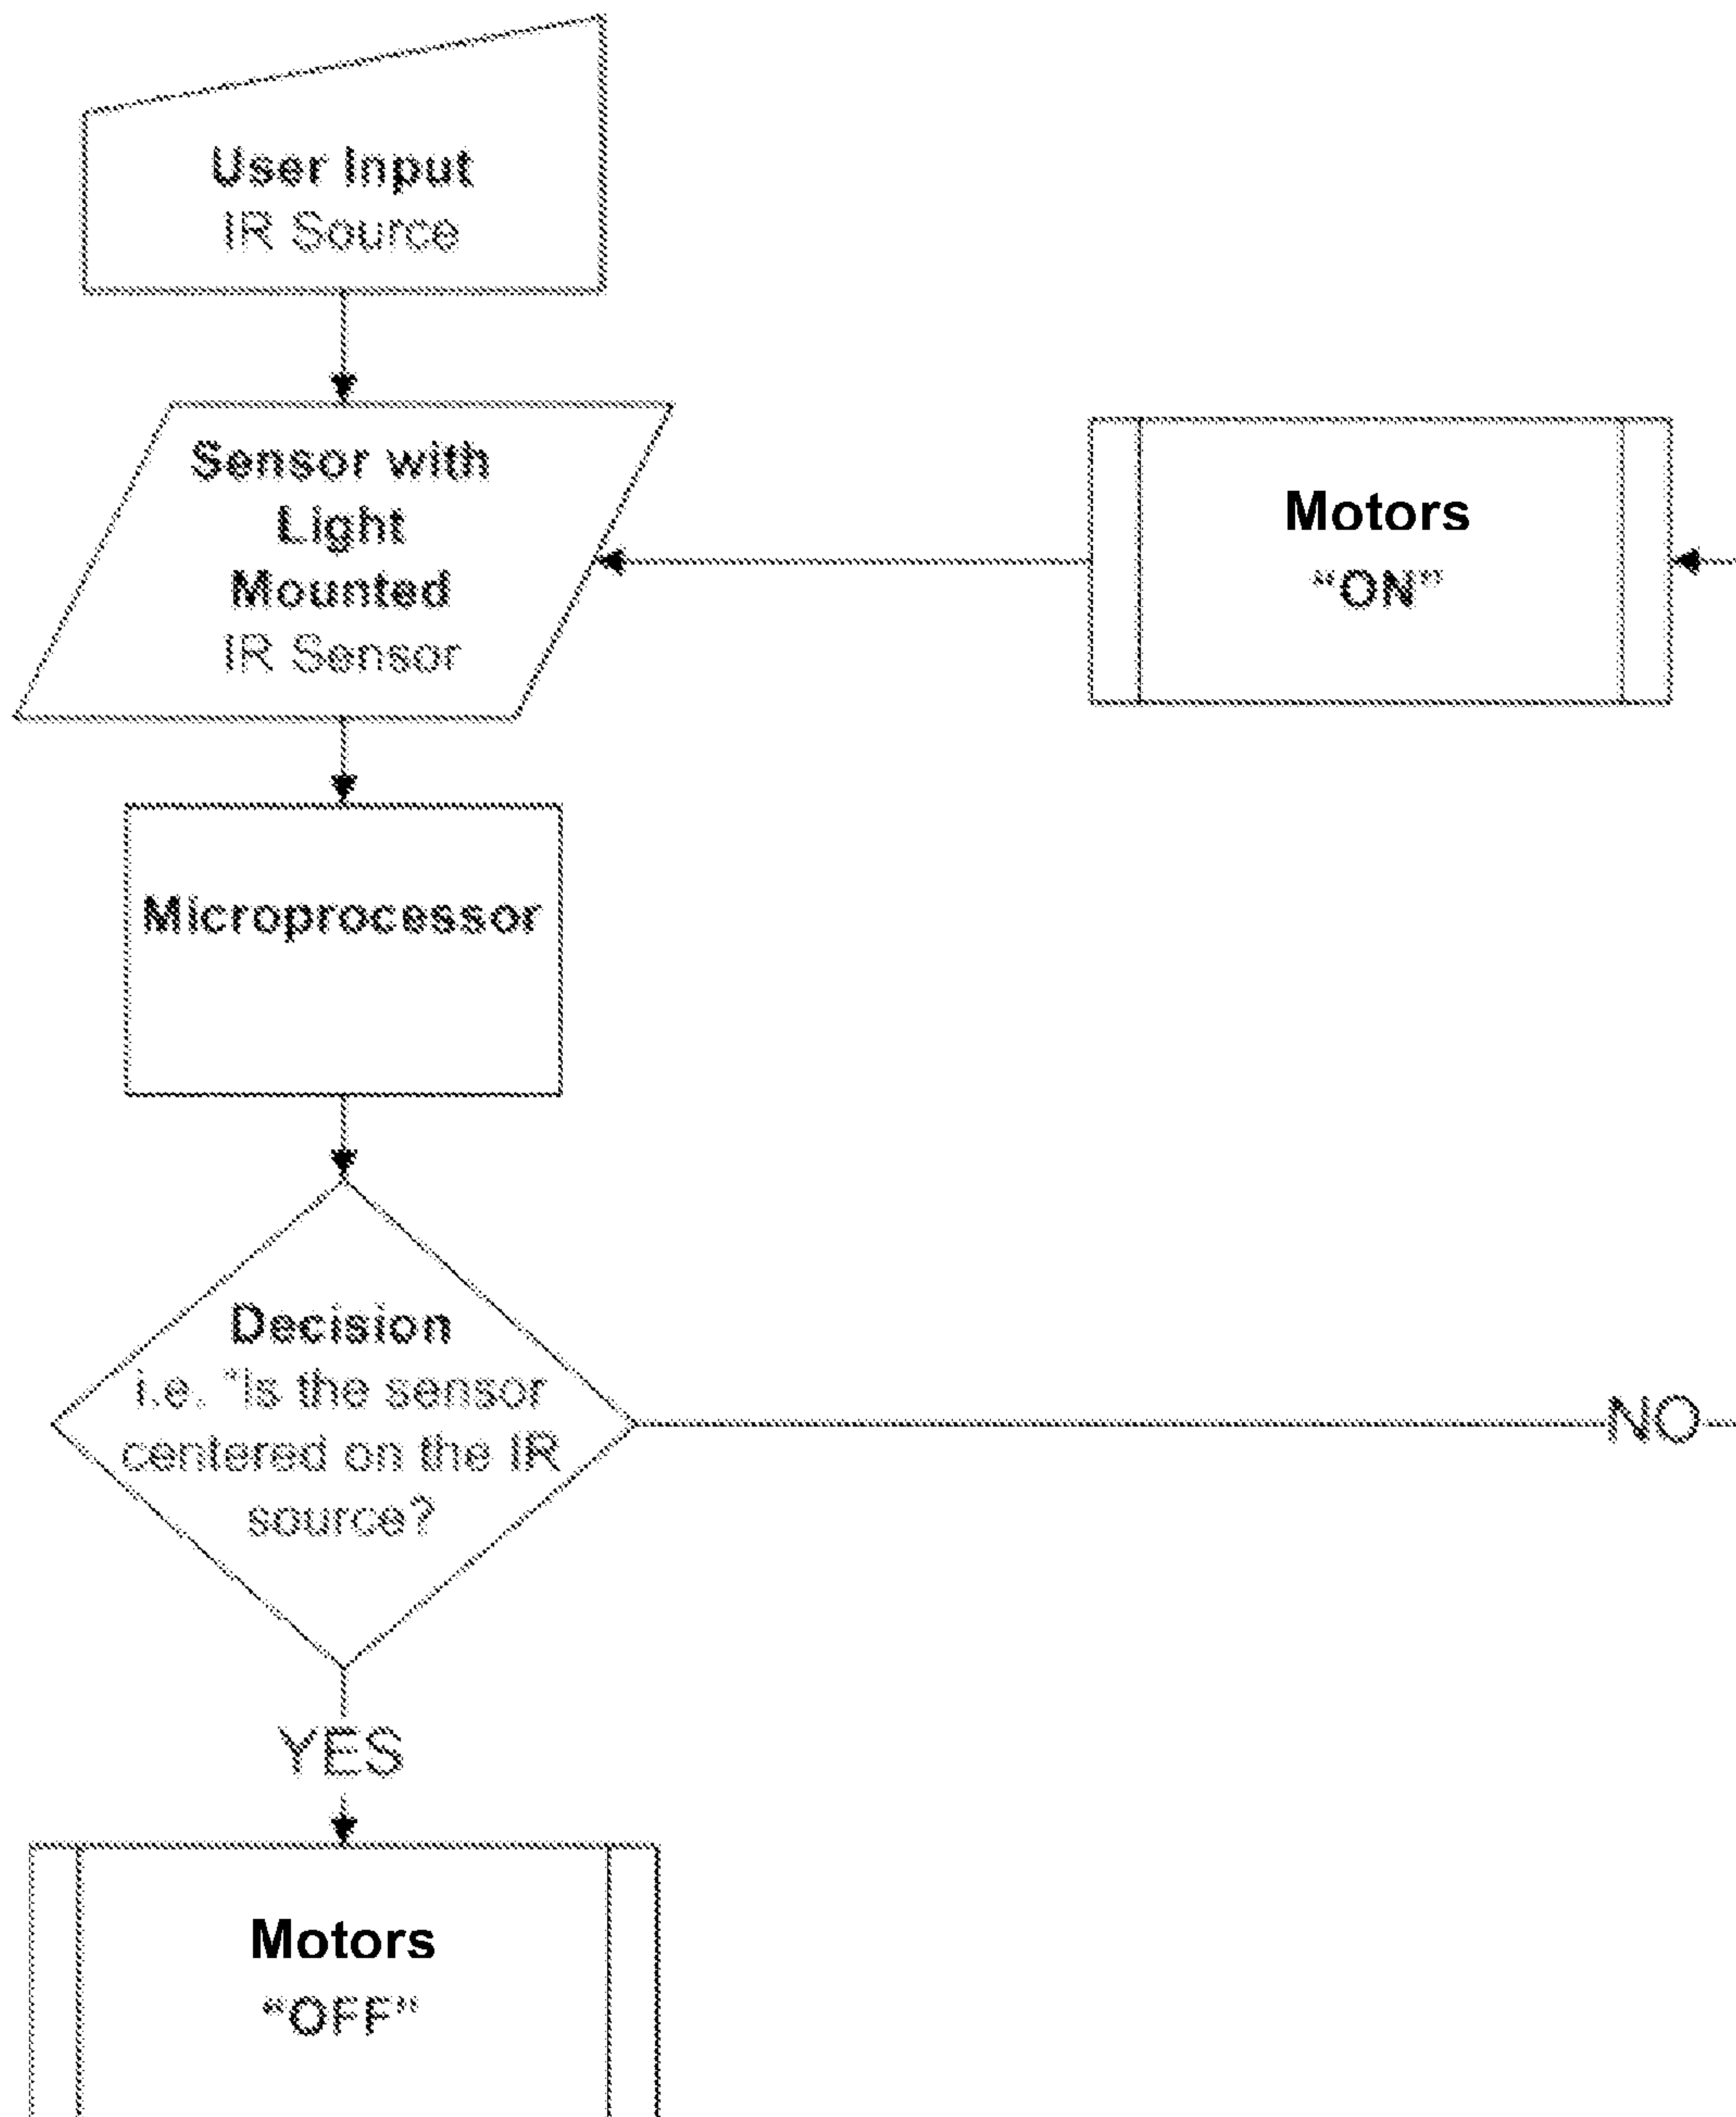 User Input
IR Source
Sensor with
Light
Mounted
IR Sensor
Motors
“ON”
Microprocessor
Decision
i.e. “is the sensor
centered on the IR
source?
NO
YES
Motors
“OFF”